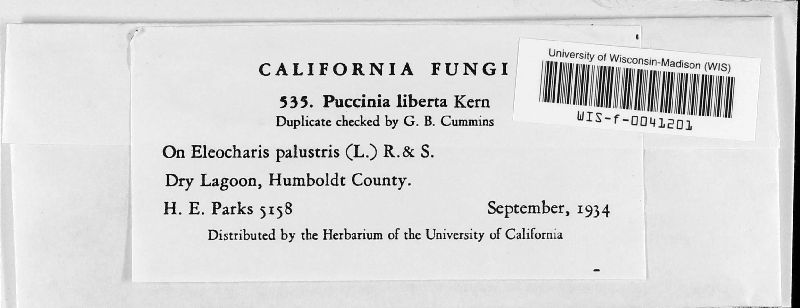 CALIFORNIA FUNGI
535. Puccinia liberta Kern
Duplicate checked by G. B. Cummins
On Eleocharis palustris (L.) R. & S.
Dry Lagoon, Humboldt County.
H. E. Parks 5158 September, 1934
Distributed by the Herbarium of the University of California
University of Wisconsin-Madison (WIS)
WIS-f-0041201